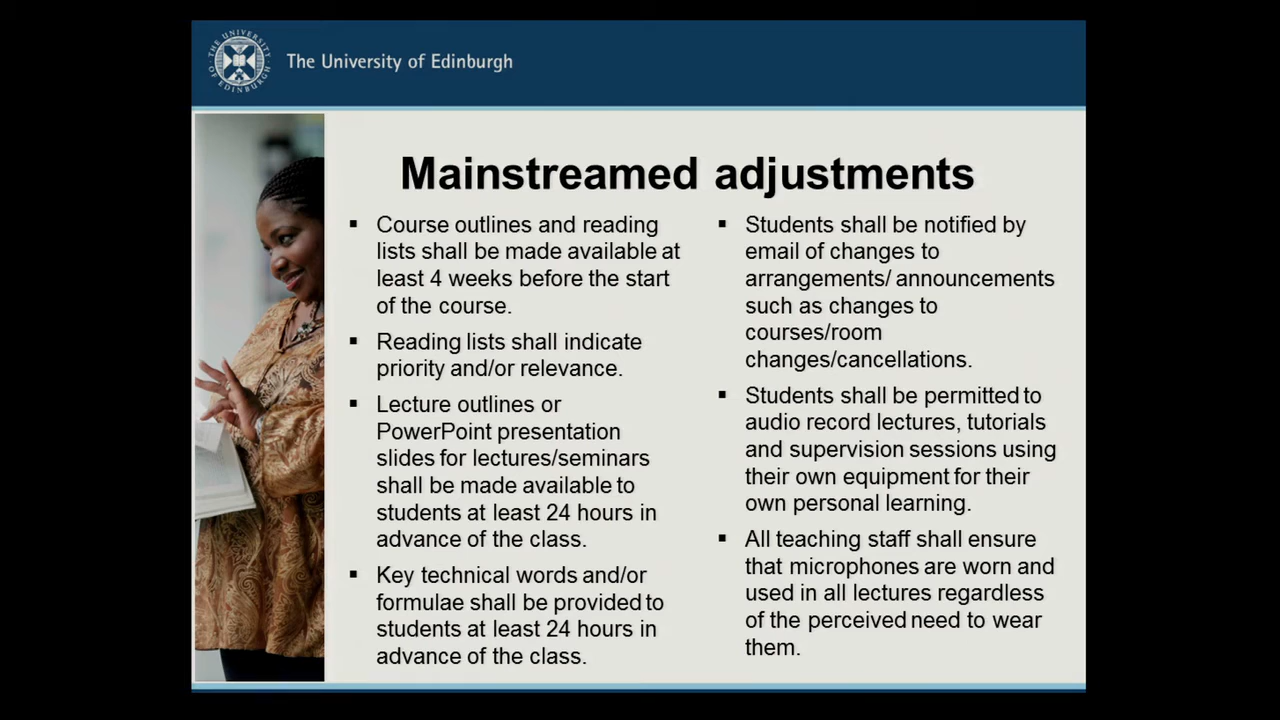 THE UNIVERSITY OF EDINBURGH
The University of Edinburgh
Mainstreamed adjustments
▪ Course outlines and reading
lists shall be made available at
least 4 weeks before the start
of the course.
▪ Reading lists shall indicate
priority and/or relevance.
▪ Lecture outlines or
PowerPoint presentation
slides for lectures/seminars
shall be made available to
students at least 24 hours in
advance of the class.
▪ Key technical words and/or
formulae shall be provided to
students at least 24 hours in
advance of the class.
▪ Students shall be notified by
email of changes to
arrangements/ announcements
such as changes to
courses/room
changes/cancellations.
▪ Students shall be permitted to
audio record lectures, tutorials
and supervision sessions using
their own equipment for their
own personal learning.
▪ All teaching staff shall ensure
that microphones are worn and
used in all lectures regardless
of the perceived need to wear
them.